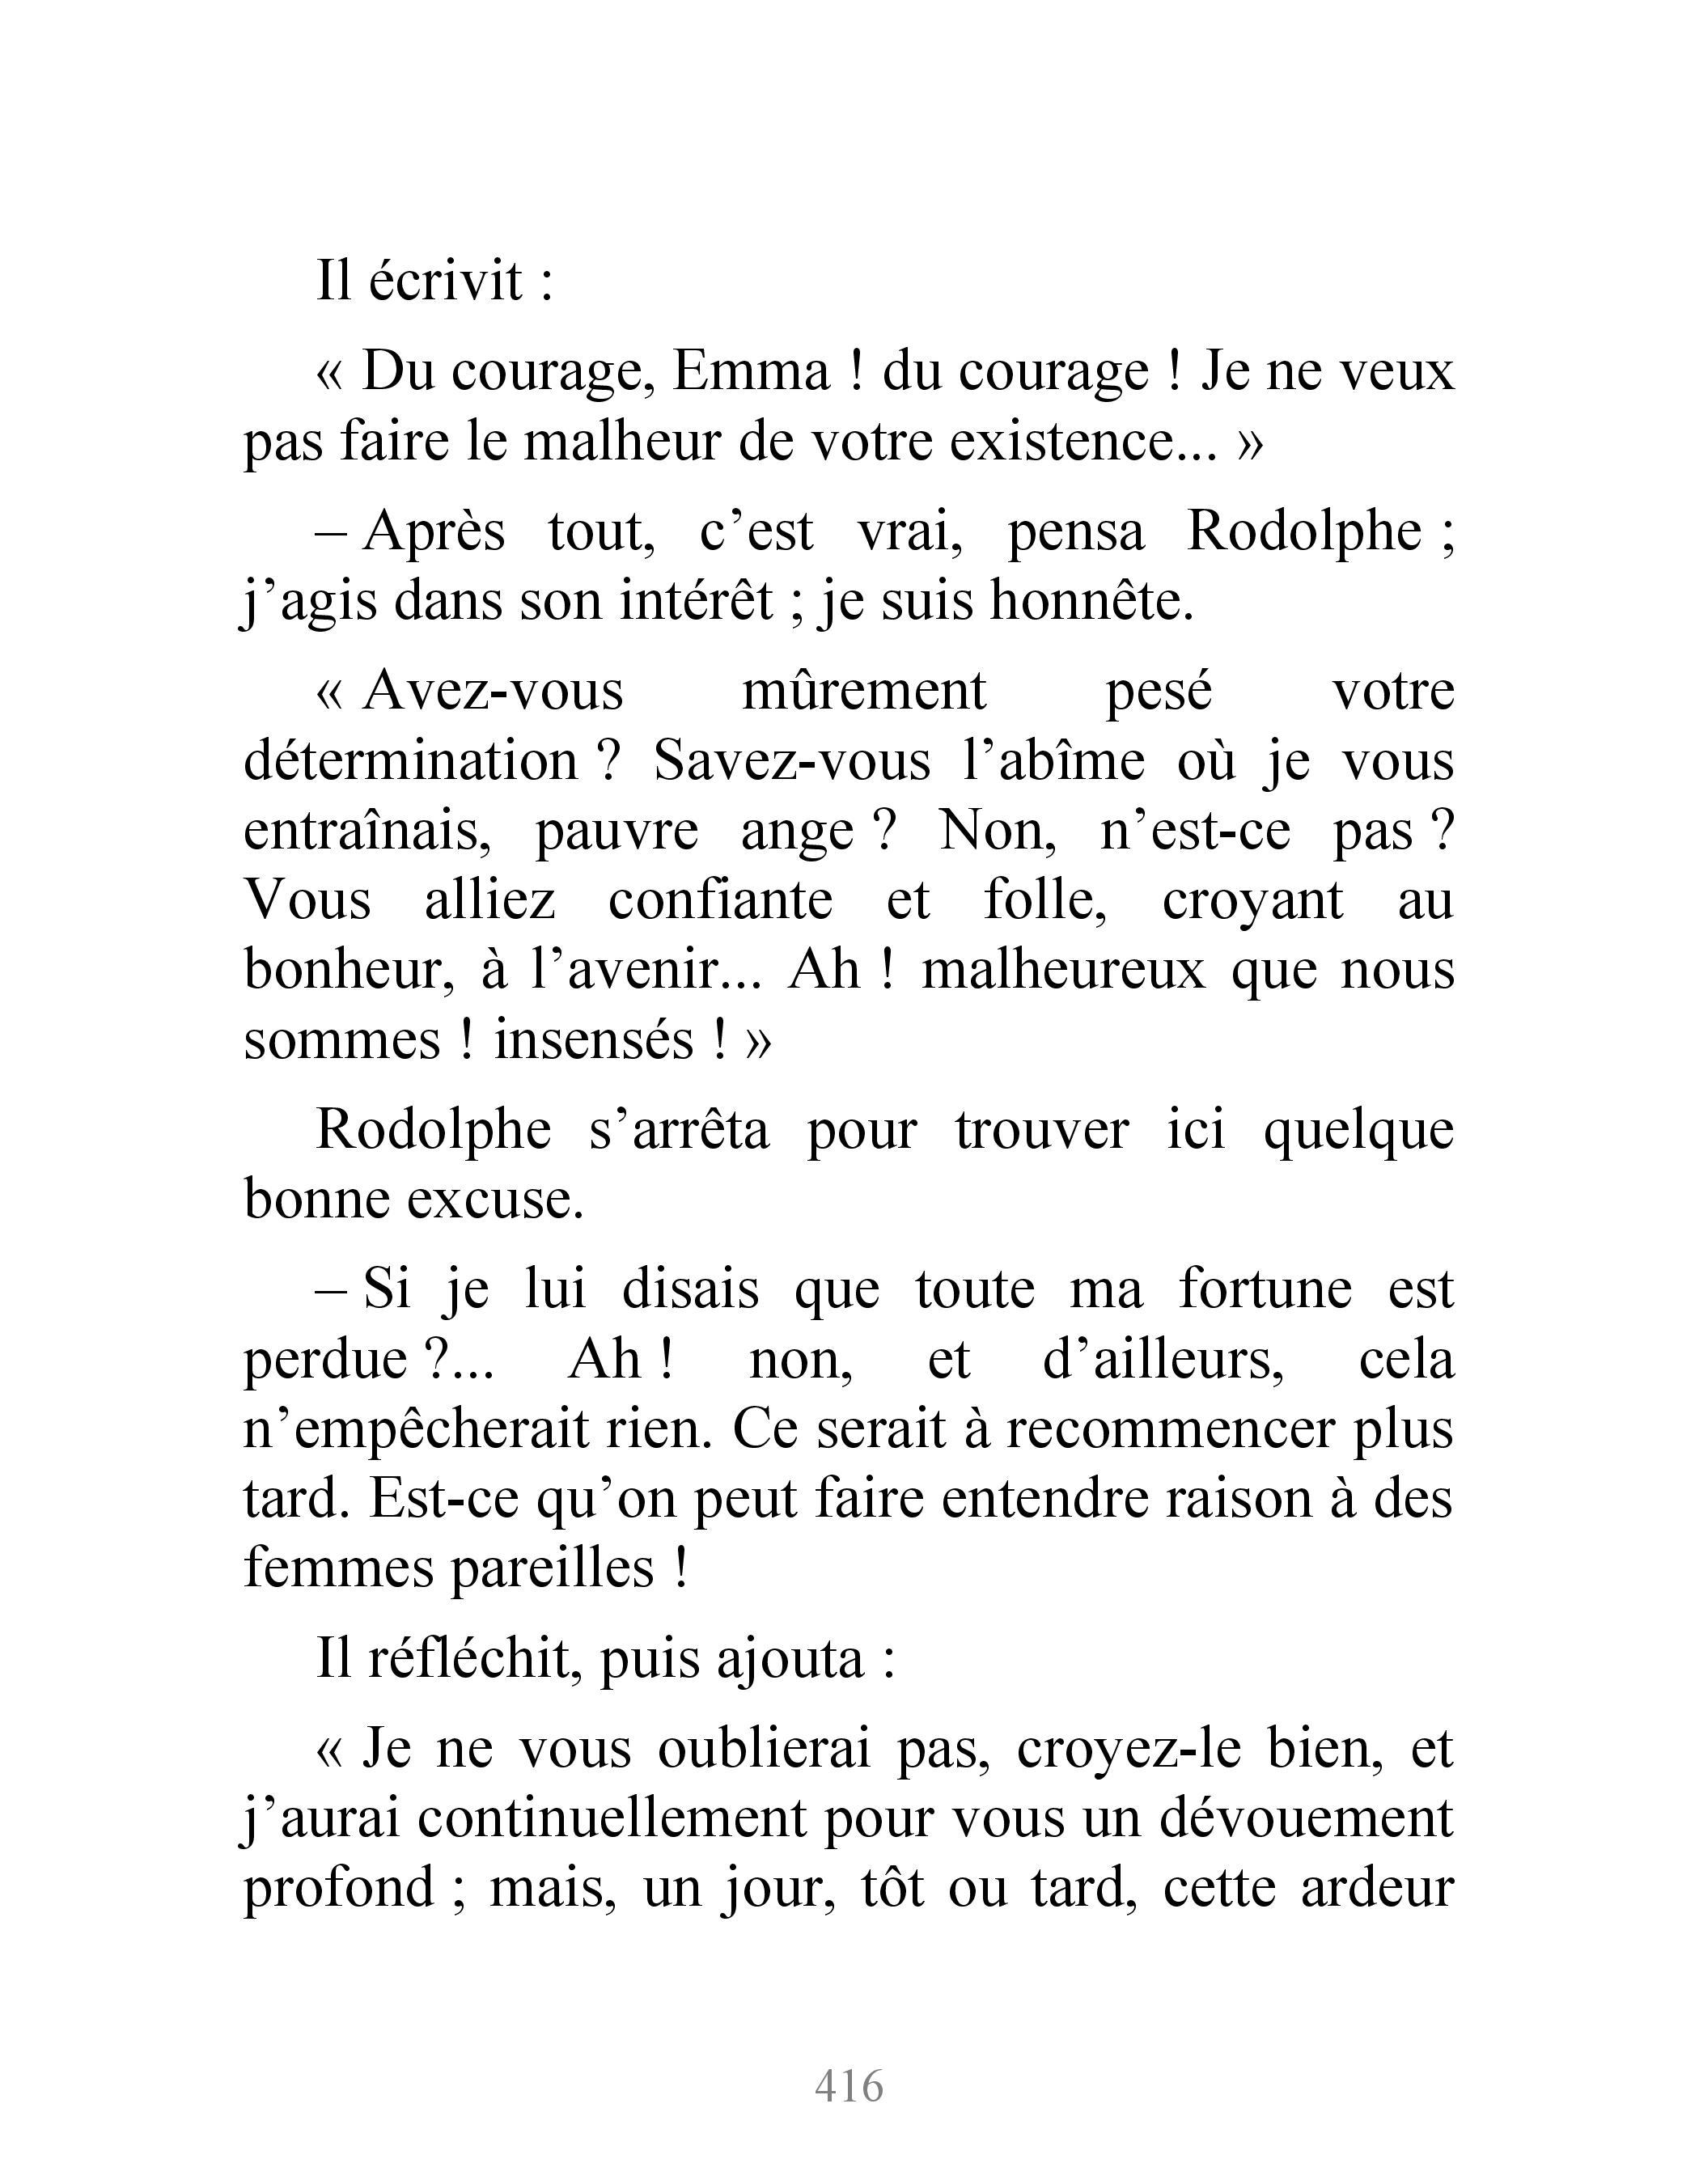 Il écrivit :
« Du courage, Emma ! du courage ! Je ne veux
pas faire le malheur de votre existence... »
– Après tout, c’est vrai, pensa Rodolphe ;
j’agis dans son intérêt ; je suis honnête.
« Avez-vous mûrement pesé votre
détermination ? Savez-vous l’abîme où je vous
entraînais, pauvre ange ? Non, n’est-ce pas ?
Vous alliez confiante et folle, croyant au
bonheur, à l’avenir... Ah ! malheureux que nous
sommes ! insensés ! »
Rodolphe s’arrêta pour trouver ici quelque
bonne excuse.
– Si je lui disais que toute ma fortune est
perdue ?... Ah ! non, et d’ailleurs, cela
n’empêcherait rien. Ce serait à recommencer plus
tard. Est-ce qu’on peut faire entendre raison à des
femmes pareilles !
Il réfléchit, puis ajouta :
« Je ne vous oublierai pas, croyez-le bien, et
j’aurai continuellement pour vous un dévouement
profond ; mais, un jour, tôt ou tard, cette ardeur
416